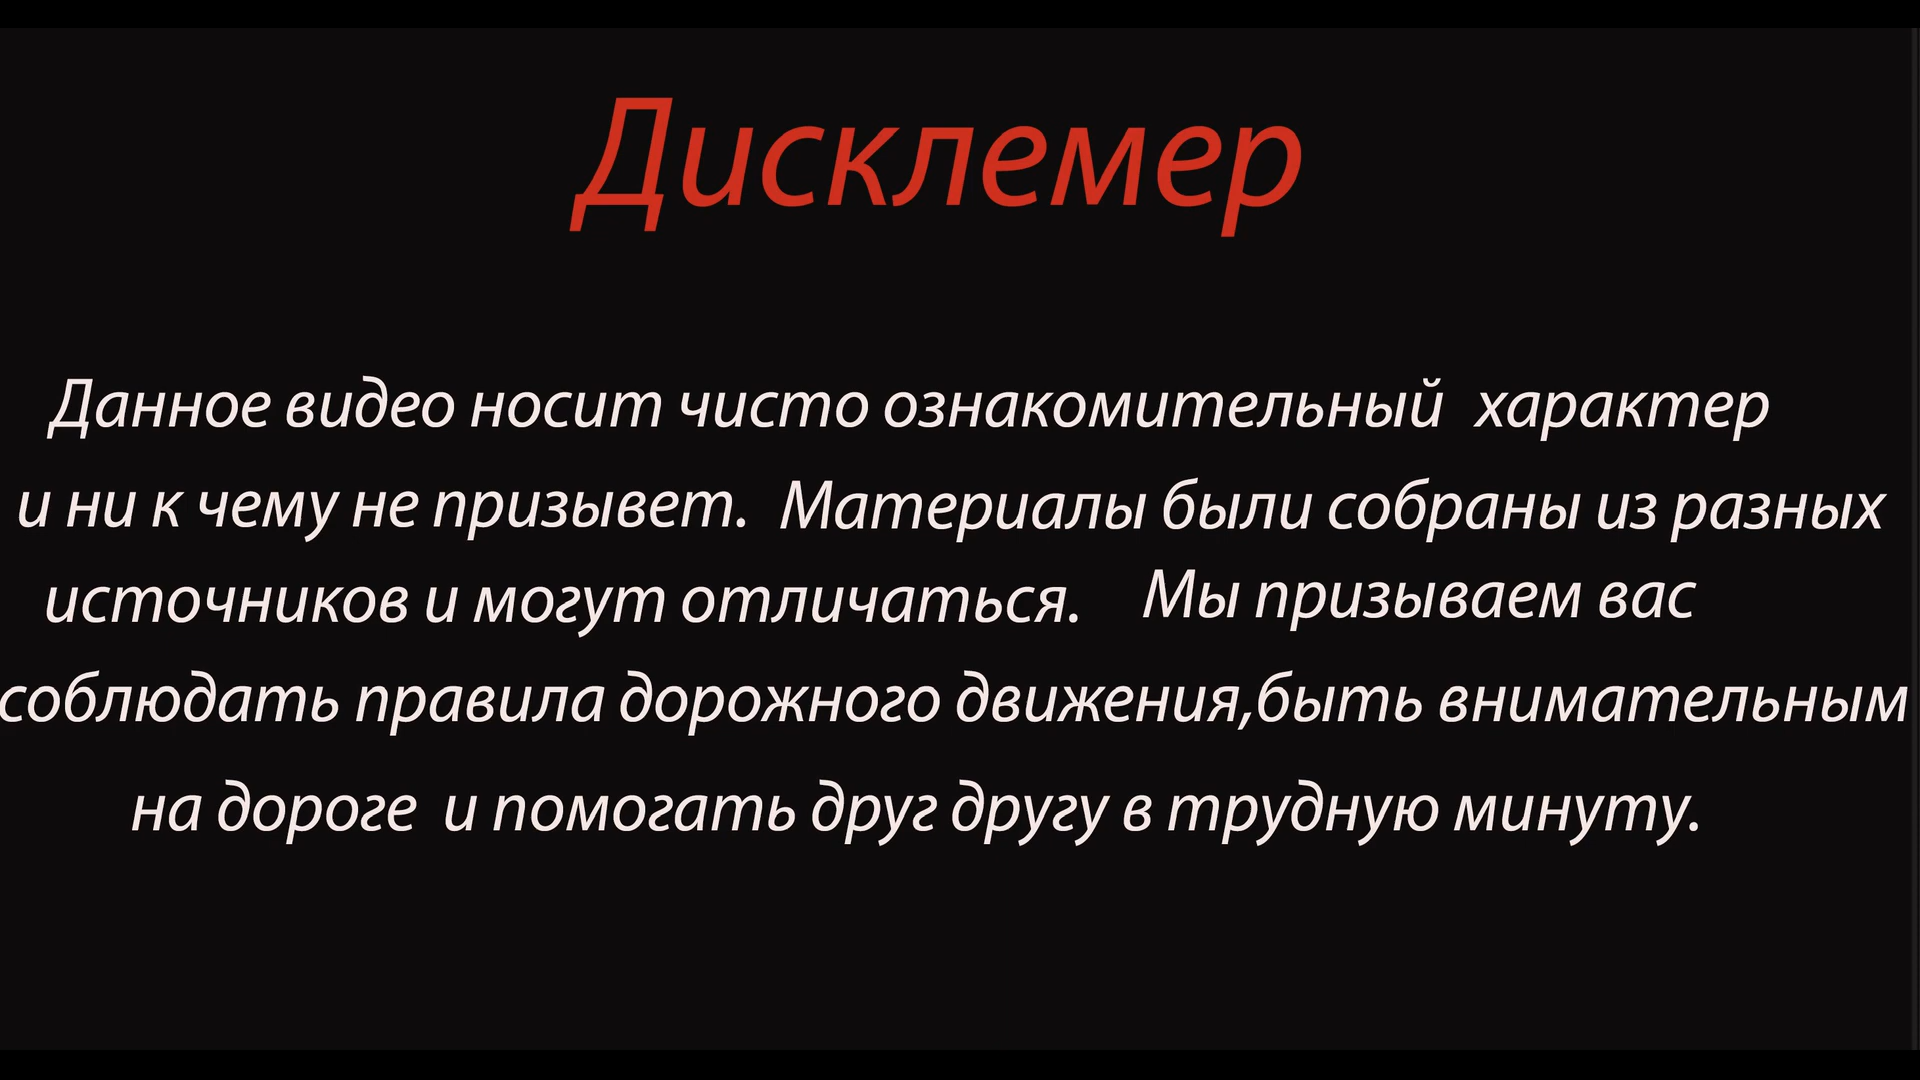 Дисклемер
Данное видео носит чисто ознакомительный характер
и ни к чему не призывет. Материалы были собраны из разных
источников и могут отличаться. Мы призываем вас
соблюдать правила дорожного движения,быть внимательным
на дороге и помогать друг другу в трудную минуту.